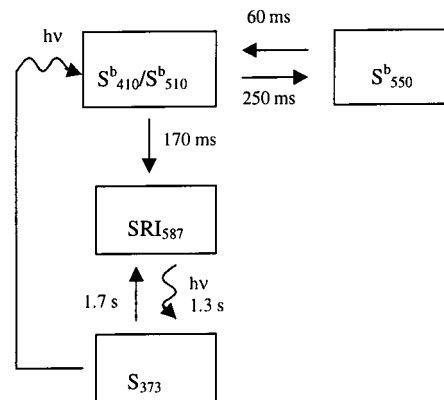 60 ms
hν
S^b_410/S^b_510
S^b_550
250 ms
170 ms
SRI_587
1.7 s
hν
1.3 s
S_373